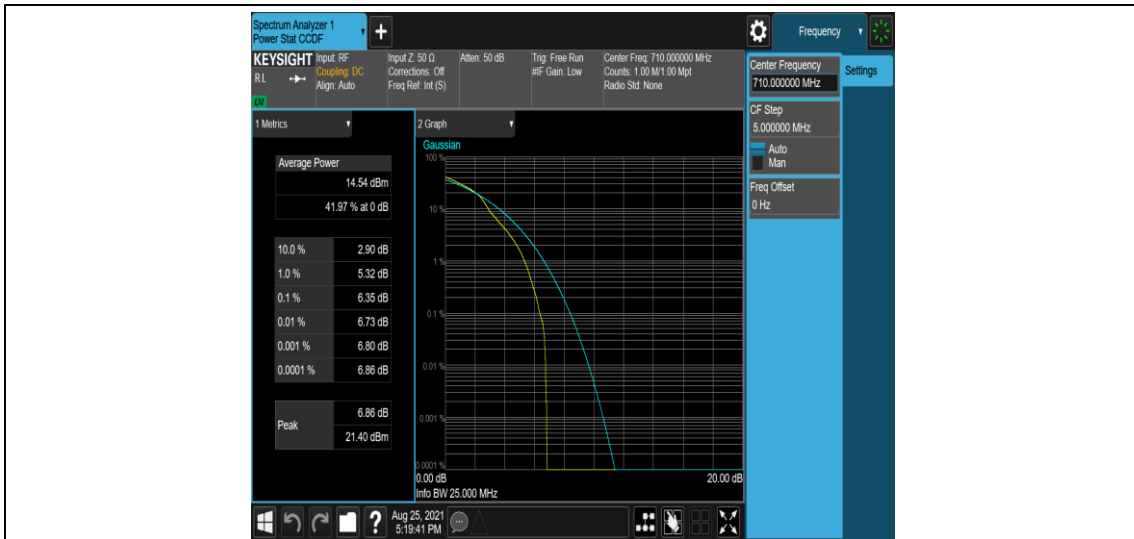 Spectrum Analyzer 1
Power Stat CCDF
Frequency
KEYSIGHT
Input: RF
Coupling: DC
Align: Auto
Input Z: 50 Ω
Corrections: Off
Freq Ref: Int (S)
Atten: 50 dB
Trig: Free Run
#IF Gain: Low
Center Freq: 710.000000 MHz
Counts: 1.00 M/1.00 Mpt
Radio Std: None
RL
LXI
Center Frequency
710.000000 MHz
Settings
CF Step
5.000000 MHz
Auto
Man
Freq Offset
0 Hz
1 Metrics
Average Power
14.54 dBm
41.97 % at 0 dB
10.0 % 2.90 dB
1.0 % 5.32 dB
0.1 % 6.35 dB
0.01 % 6.73 dB
0.001 % 6.80 dB
0.0001 % 6.86 dB
Peak
6.86 dB
21.40 dBm
2 Graph
Gaussian
100 %
10 %
1 %
0.1 %
0.01 %
0.001 %
0.0001 %
0.00 dB
20.00 dB
Info BW 25.000 MHz
Aug 25, 2021
5:19:41 PM